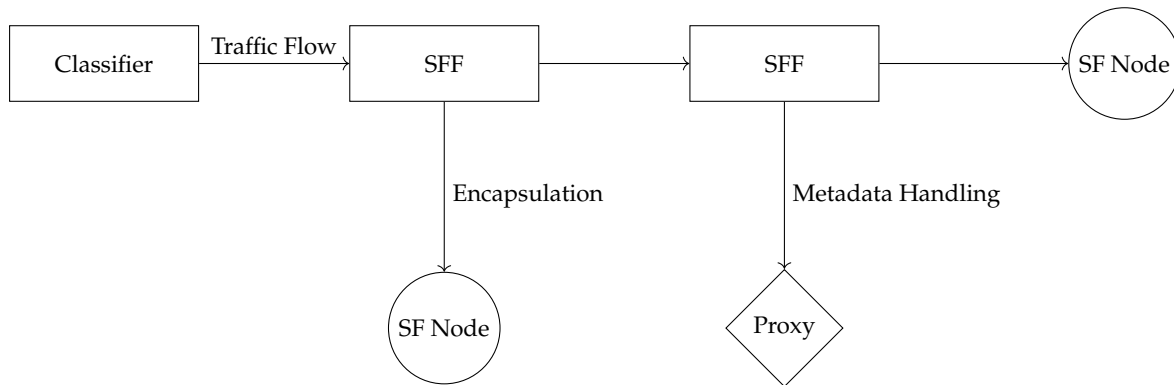 Traffic Flow
Classifier
SFF
SFF
SF Node
Encapsulation
Metadata Handling
SF Node
Proxy